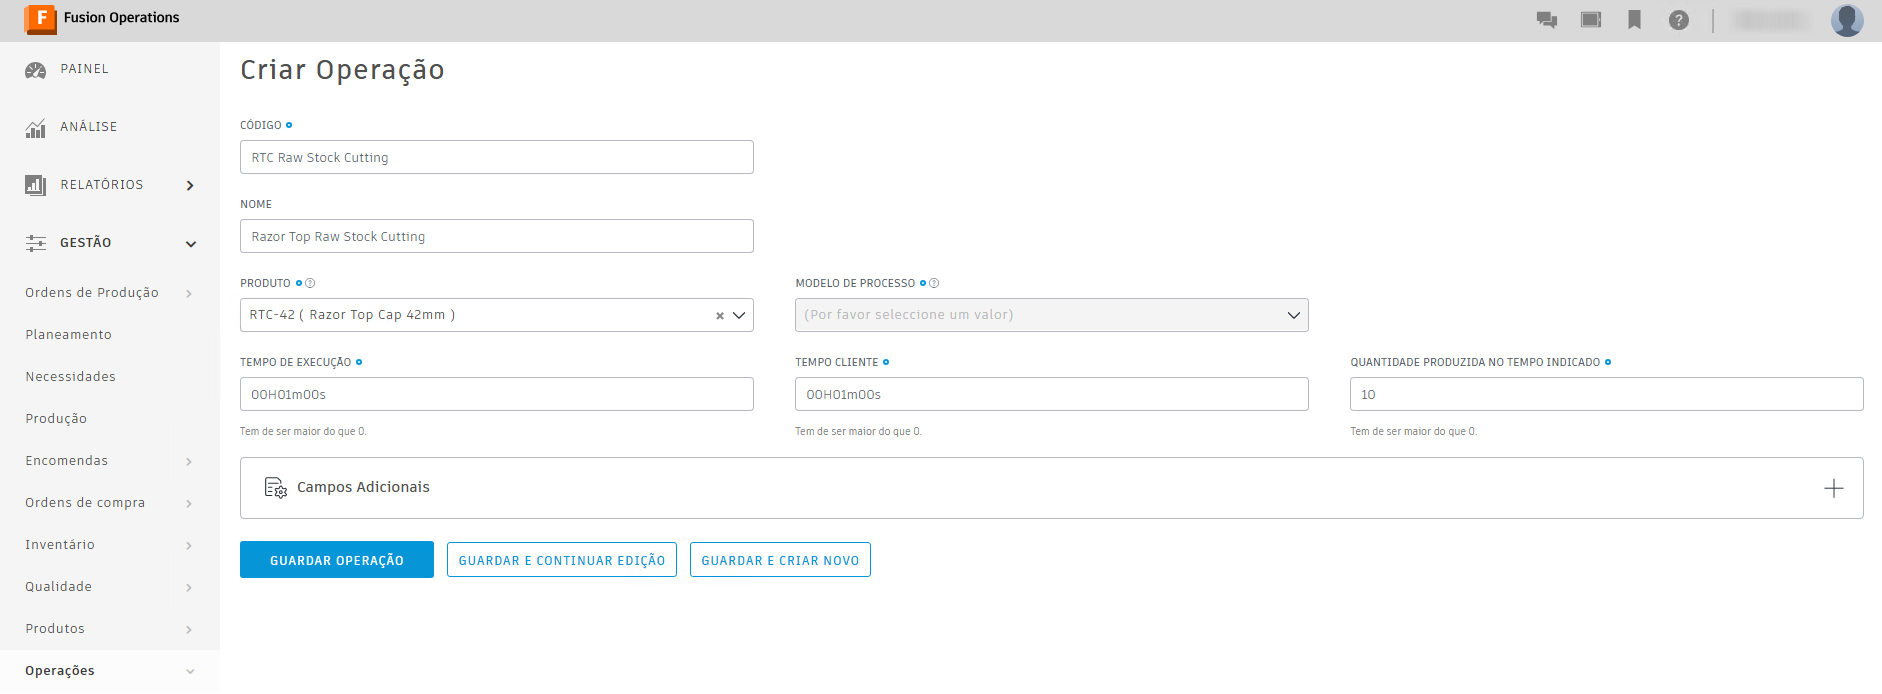 F Fusion Operations
?
PAINEL
ANÁLISE
RELATÓRIOS
GESTÃO
Ordens de Produção
Planeamento
Necessidades
Produção
Encomendas
Ordens de compra
Inventário
Qualidade
Produtos
Operações
Criar Operação
CÓDIGO
RTC Raw Stock Cutting
NOME
Razor Top Raw Stock Cutting
PRODUTO ?
RTC-42 ( Razor Top Cap 42mm )
MODELO DE PROCESSO ?
(Por favor seleccione um valor)
TEMPO DE EXECUÇÃO
00H01m00s
Tem de ser maior do que 0.
TEMPO CLIENTE
00H01m00s
Tem de ser maior do que 0.
QUANTIDADE PRODUZIDA NO TEMPO INDICADO
10
Tem de ser maior do que 0.
Campos Adicionais
GUARDAR OPERAÇÃO
GUARDAR E CONTINUAR EDIÇÃO
GUARDAR E CRIAR NOVO